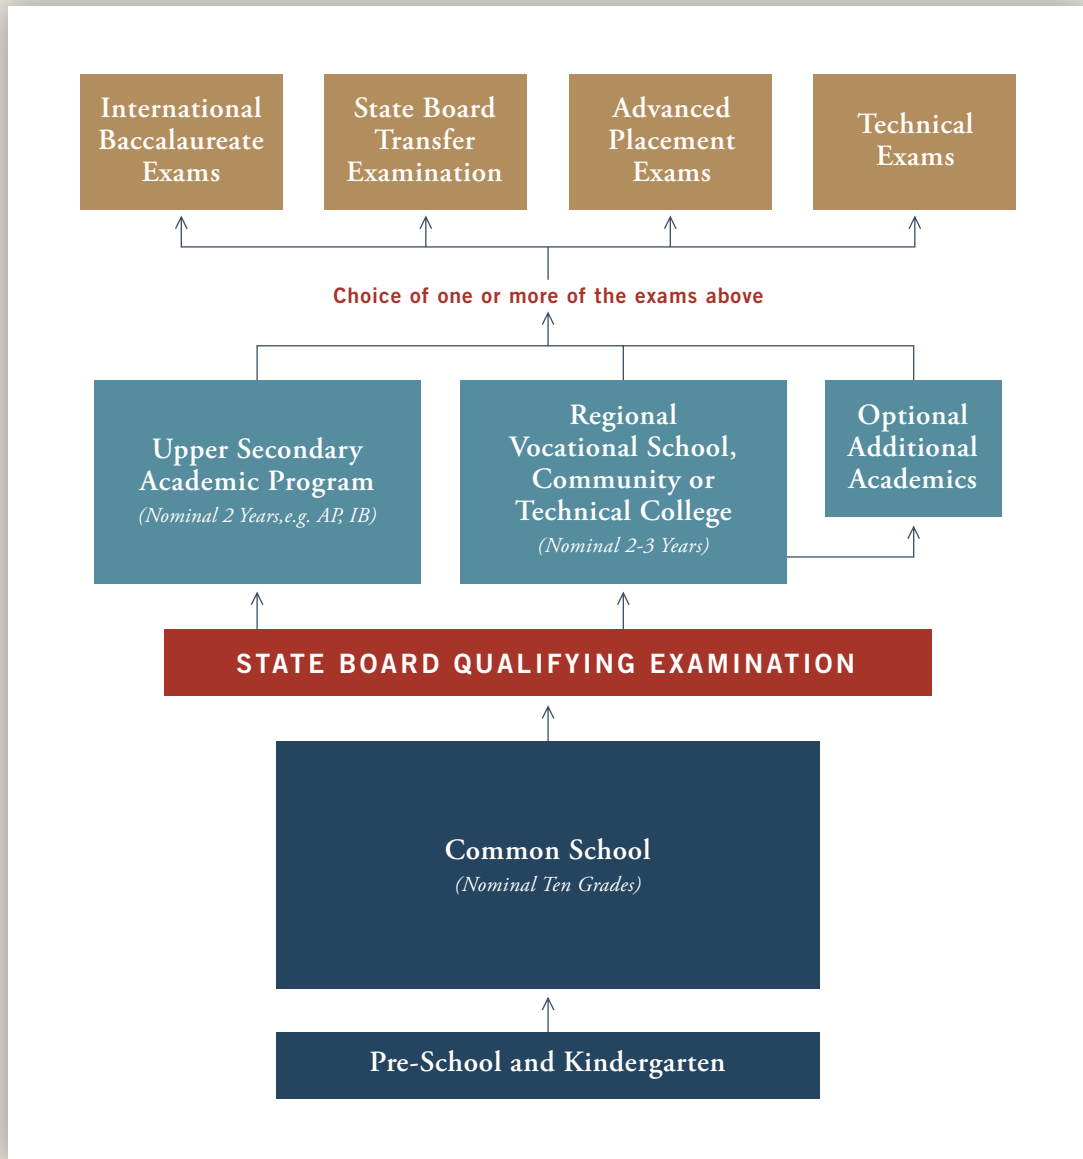 International
Baccalaureate
Exams
State Board
Transfer
Examination
Advanced
Placement
Exams
Technical
Exams
Choice of one or more of the exams above
Upper Secondary
Academic Program
(Nominal 2 Years,e.g. AP, IB)
Regional
Vocational School,
Community or
Technical College
(Nominal 2-3 Years)
Optional
Additional
Academics
STATE BOARD QUALIFYING EXAMINATION
Common School
(Nominal Ten Grades)
Pre-School and Kindergarten